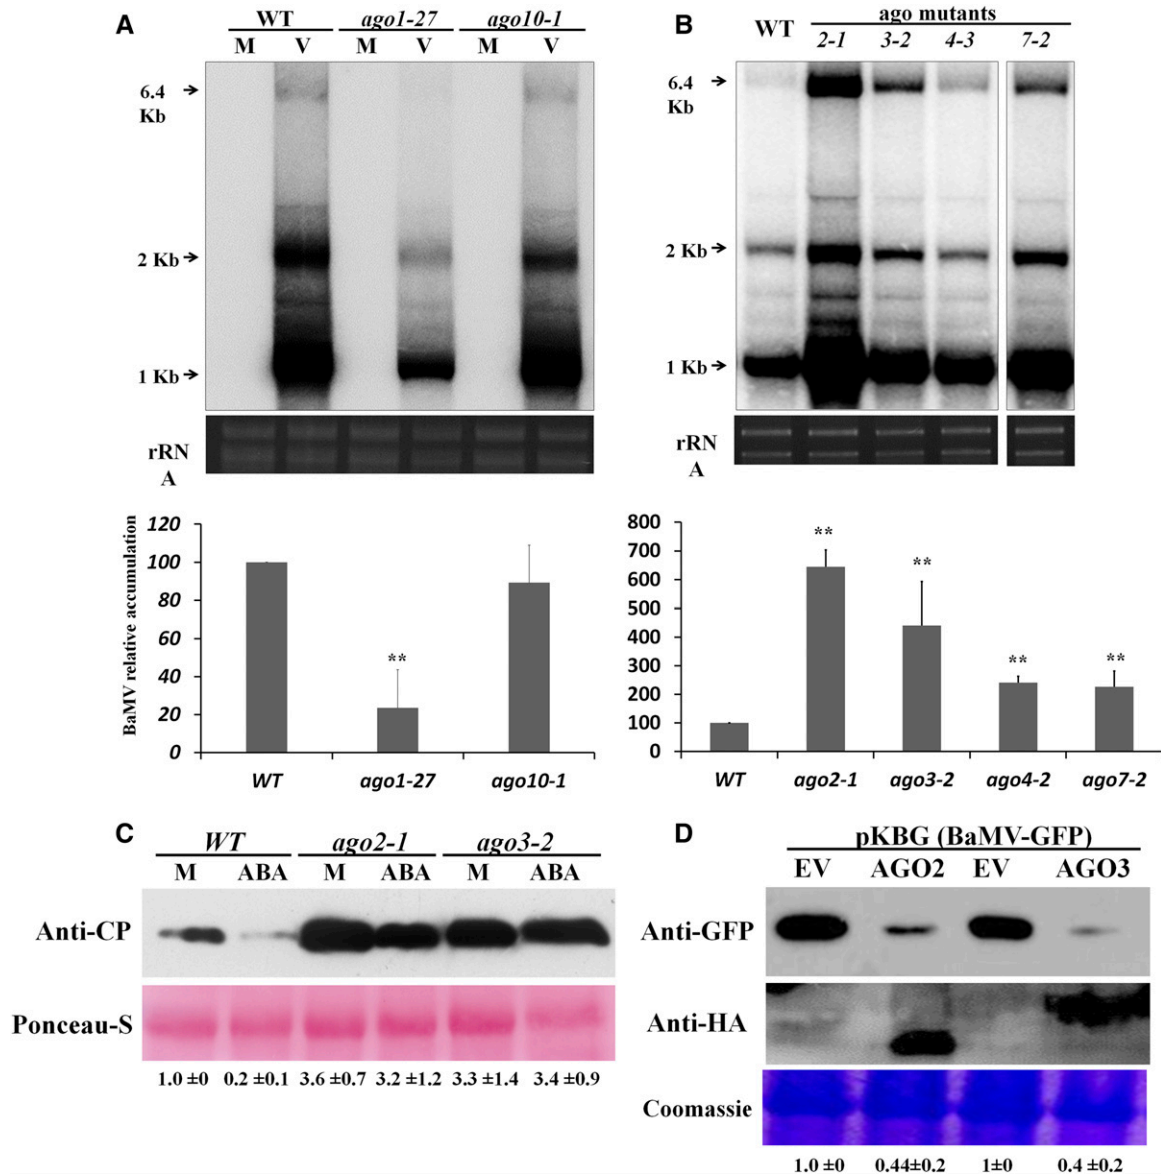 A
WT ago1-27 ago10-1
M V M V M V
6.4
Kb
2 Kb
1 Kb
rRN
A
BaMV relative accumulation
120
100
80
60
40
20
0
**
WT ago1-27 ago10-1
B
ago mutants
WT 2-1 3-2 4-3 7-2
6.4
Kb
2 Kb
1 Kb
rRN
A
800
700
600
500
400
300
200
100
0
** ** ** **
WT ago2-1 ago3-2 ago4-2 ago7-2
C
WT ago2-1 ago3-2
M ABA M ABA M ABA
Anti-CP
Ponceau-S
1.0 ±0 0.2 ±0.1 3.6 ±0.7 3.2 ±1.2 3.3 ±1.4 3.4 ±0.9
D
pKBG (BaMV-GFP)
EV AGO2 EV AGO3
Anti-GFP
Anti-HA
Coomassie
1.0 ±0 0.44±0.2 1±0 0.4 ±0.2